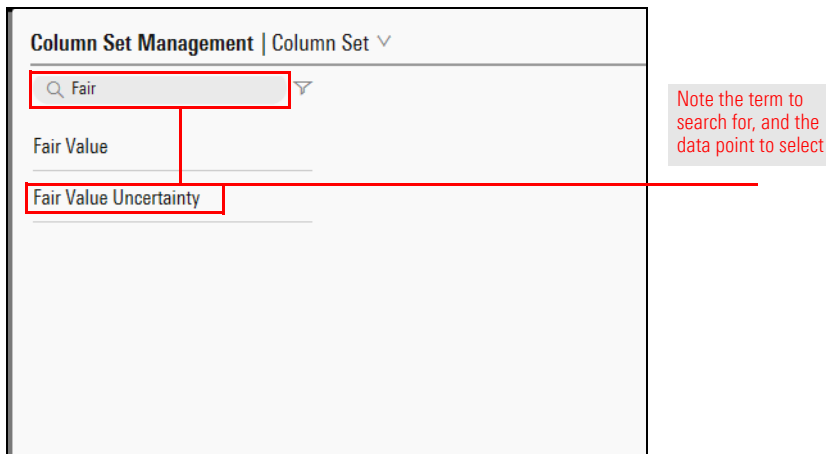 Column Set Management | Column Set
Fair
Fair Value
Fair Value Uncertainty
Note the term to
search for, and the
data point to select